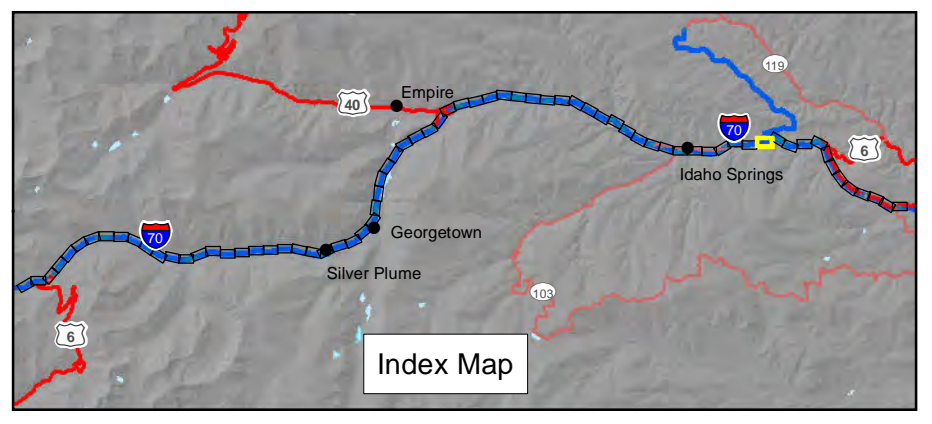 119
40
Empire
70
6
Idaho Springs
70
Georgetown
Silver Plume
103
6
Index Map